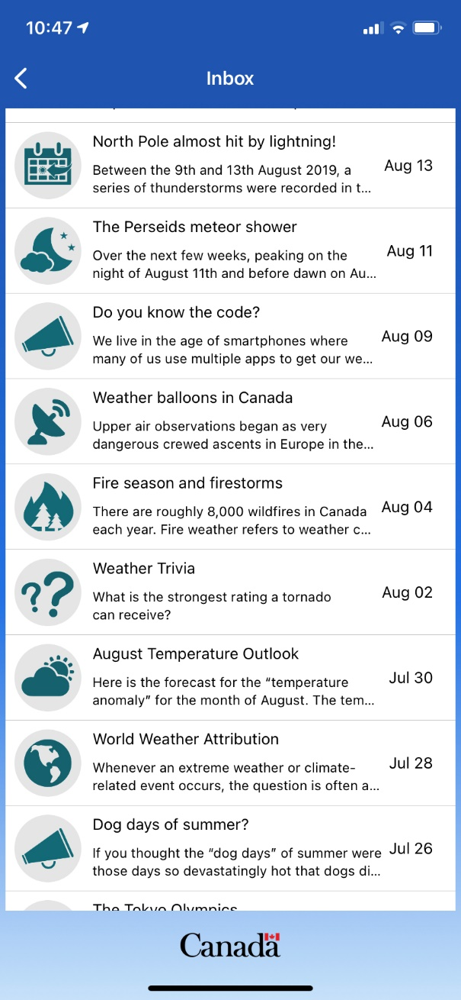 10:47
Inbox
North Pole almost hit by lightning!
Between the 9th and 13th August 2019, a
series of thunderstorms were recorded in t...
Aug 13
The Perseids meteor shower
Over the next few weeks, peaking on the
night of August 11th and before dawn on Au...
Aug 11
Do you know the code?
We live in the age of smartphones where
many of us use multiple apps to get our we...
Aug 09
Weather balloons in Canada
Upper air observations began as very
dangerous crewed ascents in Europe in the...
Aug 06
Fire season and firestorms
There are roughly 8,000 wildfires in Canada
each year. Fire weather refers to weather c...
Aug 04
Weather Trivia
What is the strongest rating a tornado
can receive?
Aug 02
August Temperature Outlook
Here is the forecast for the “temperature
anomaly” for the month of August. The tem...
Jul 30
World Weather Attribution
Whenever an extreme weather or climate-
related event occurs, the question is often a...
Jul 28
Dog days of summer?
If you thought the “dog days” of summer were
those days so devastatingly hot that dogs di...
Jul 26
The Tokyo Olympics
Canada